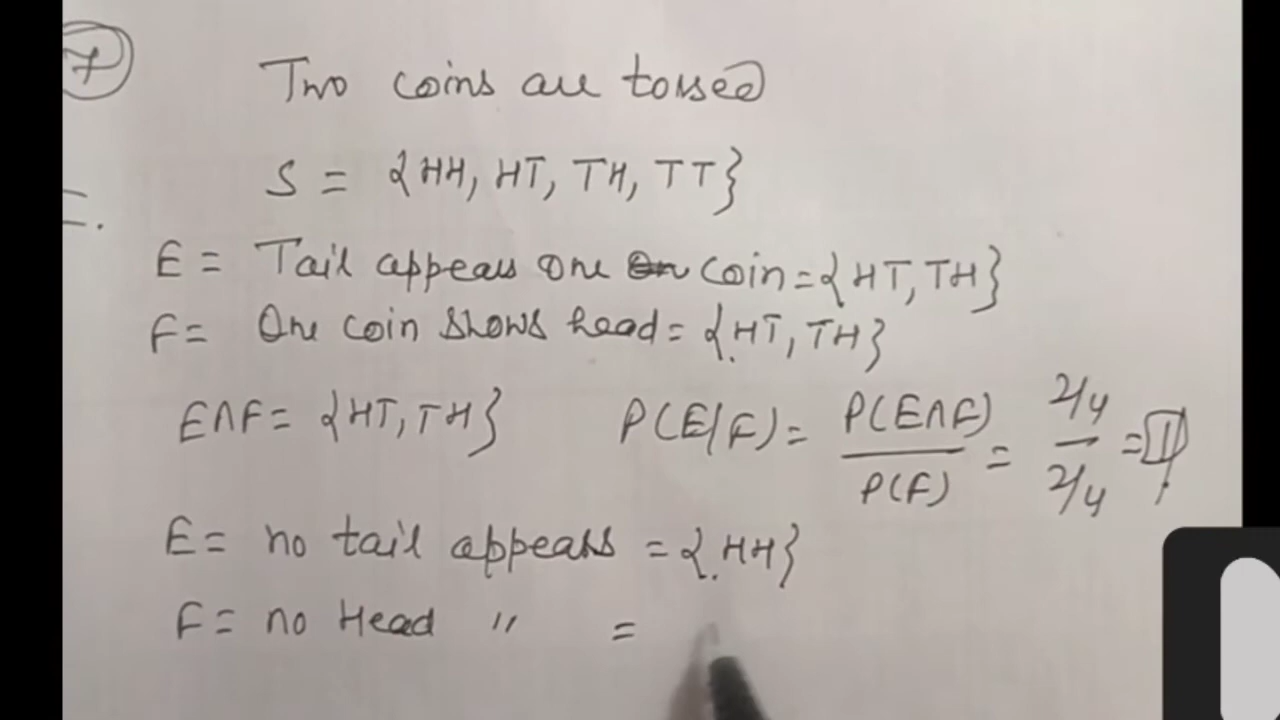 7
Two coins are tossed
S = {HH, HT, TH, TT}
E = Tail appears one coin = {HT, TH}
F = One coin shows head = {HT, TH}
E∩F = {HT, TH} P(E/F) = P(E∩F)/P(F) = 2/4 / 2/4 = 1
E = no tail appears = {HH}
F = no Head " =